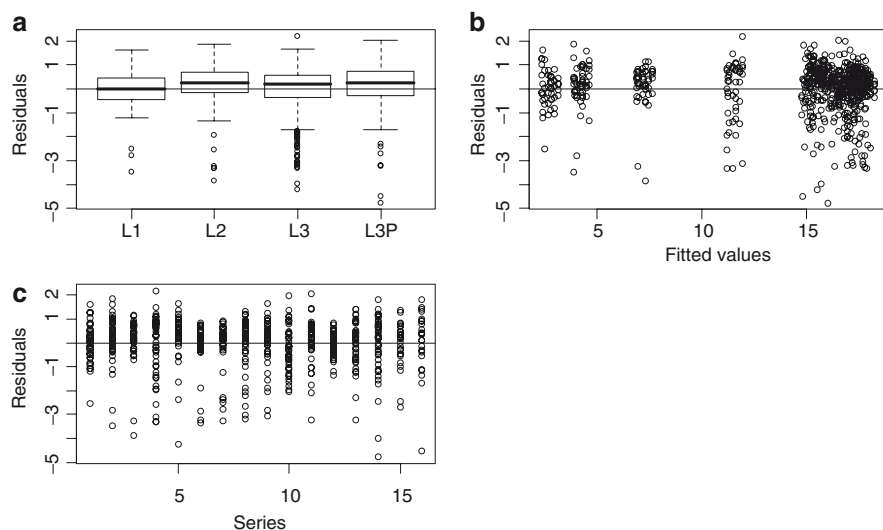 a
Residuals
2
1
−1
−3
−5
L1
L2
L3
L3P
b
Residuals
2
1
−1
−3
−5
5
10
15
Fitted values
c
Residuals
2
1
−1
−3
−5
5
10
15
Series